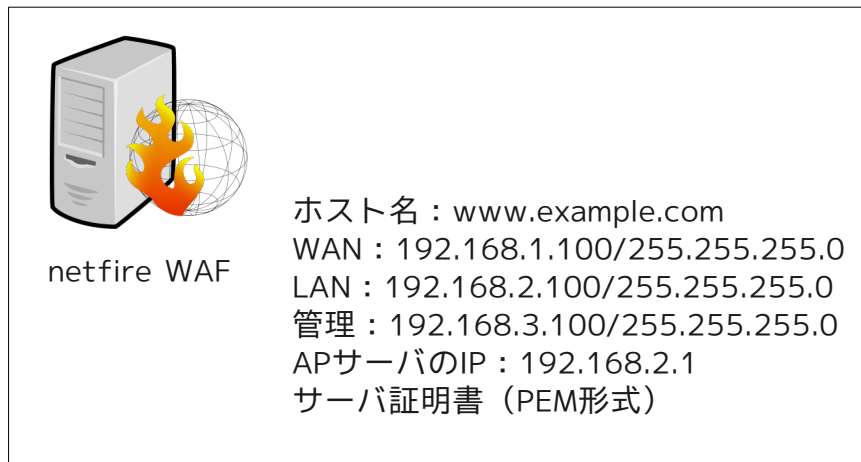 netfire WAF
ホスト名：www.example.com
WAN：192.168.1.100/255.255.255.0
LAN：192.168.2.100/255.255.255.0
管理：192.168.3.100/255.255.255.0
APサーバのIP：192.168.2.1
サーバ証明書（PEM形式）